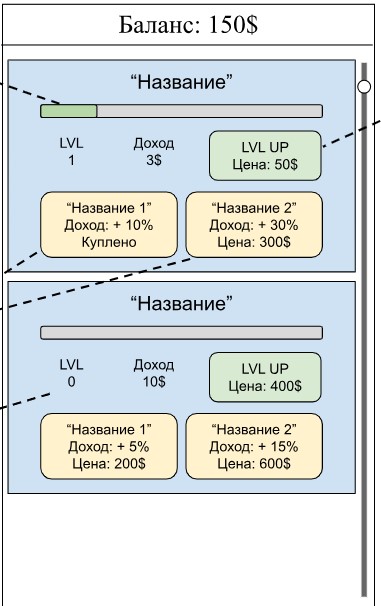 Баланс: 150$
“Название”
LVL
1
Доход
3$
LVL UP
Цена: 50$
“Название 1”
Доход: + 10%
Куплено
“Название 2”
Доход: + 30%
Цена: 300$
“Название”
LVL
0
Доход
10$
LVL UP
Цена: 400$
“Название 1”
Доход: + 5%
Цена: 200$
“Название 2”
Доход: + 15%
Цена: 600$